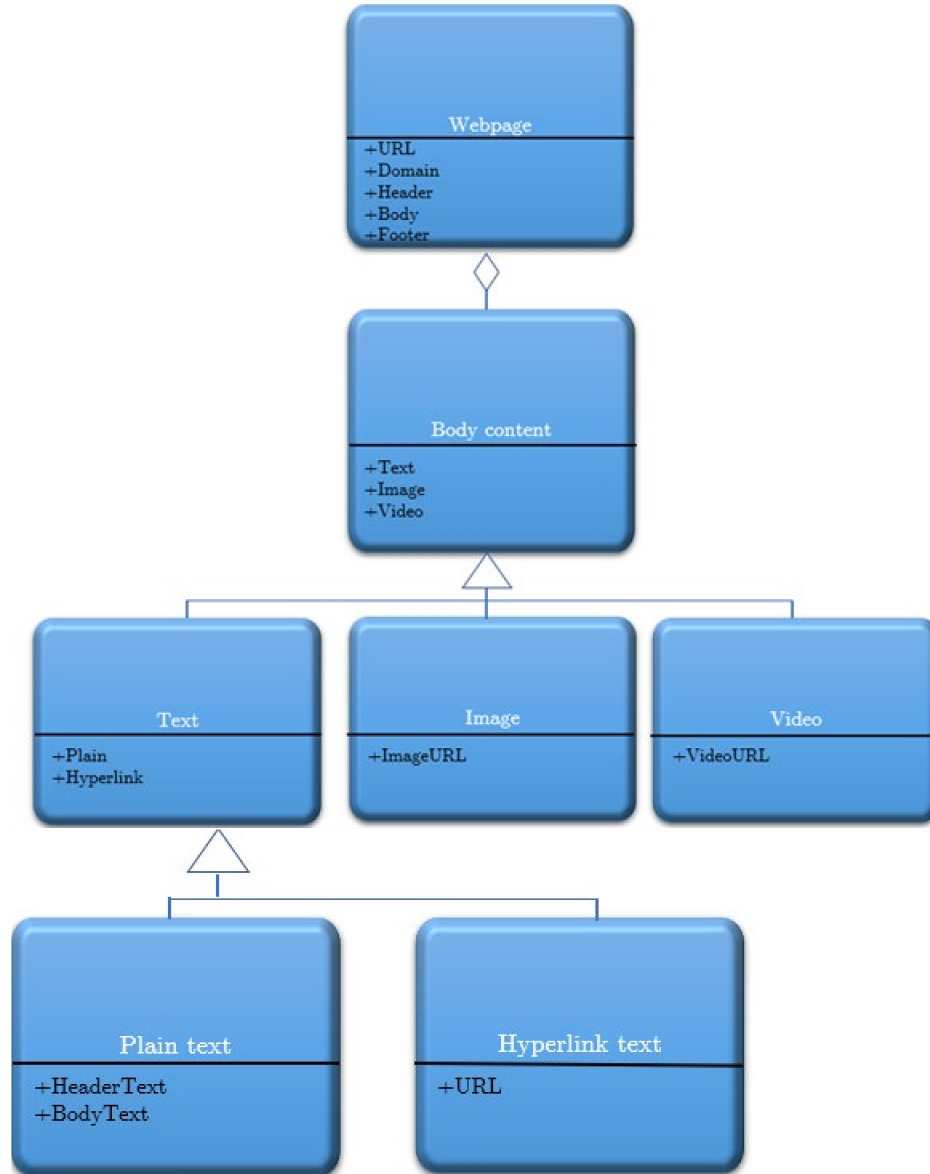 Webpage
+URL
+Domain
+Header
+Body
+Footer
Body content
+Text
+Image
+Video
Text
+Plain
+Hyperlink
Image
+ImageURL
Video
+VideoURL
Plain text
+HeaderText
+BodyText
Hyperlink text
+URL